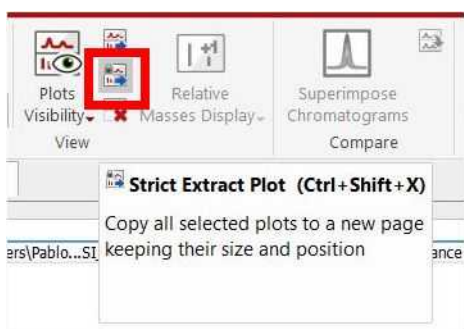 Plots
Visibility
Relative
Masses Display
Superimpose
Chromatograms
View
Compare
Strict Extract Plot (Ctrl+Shift+X)
Copy all selected plots to a new page
keeping their size and position
ers\Pablo...SI
ance